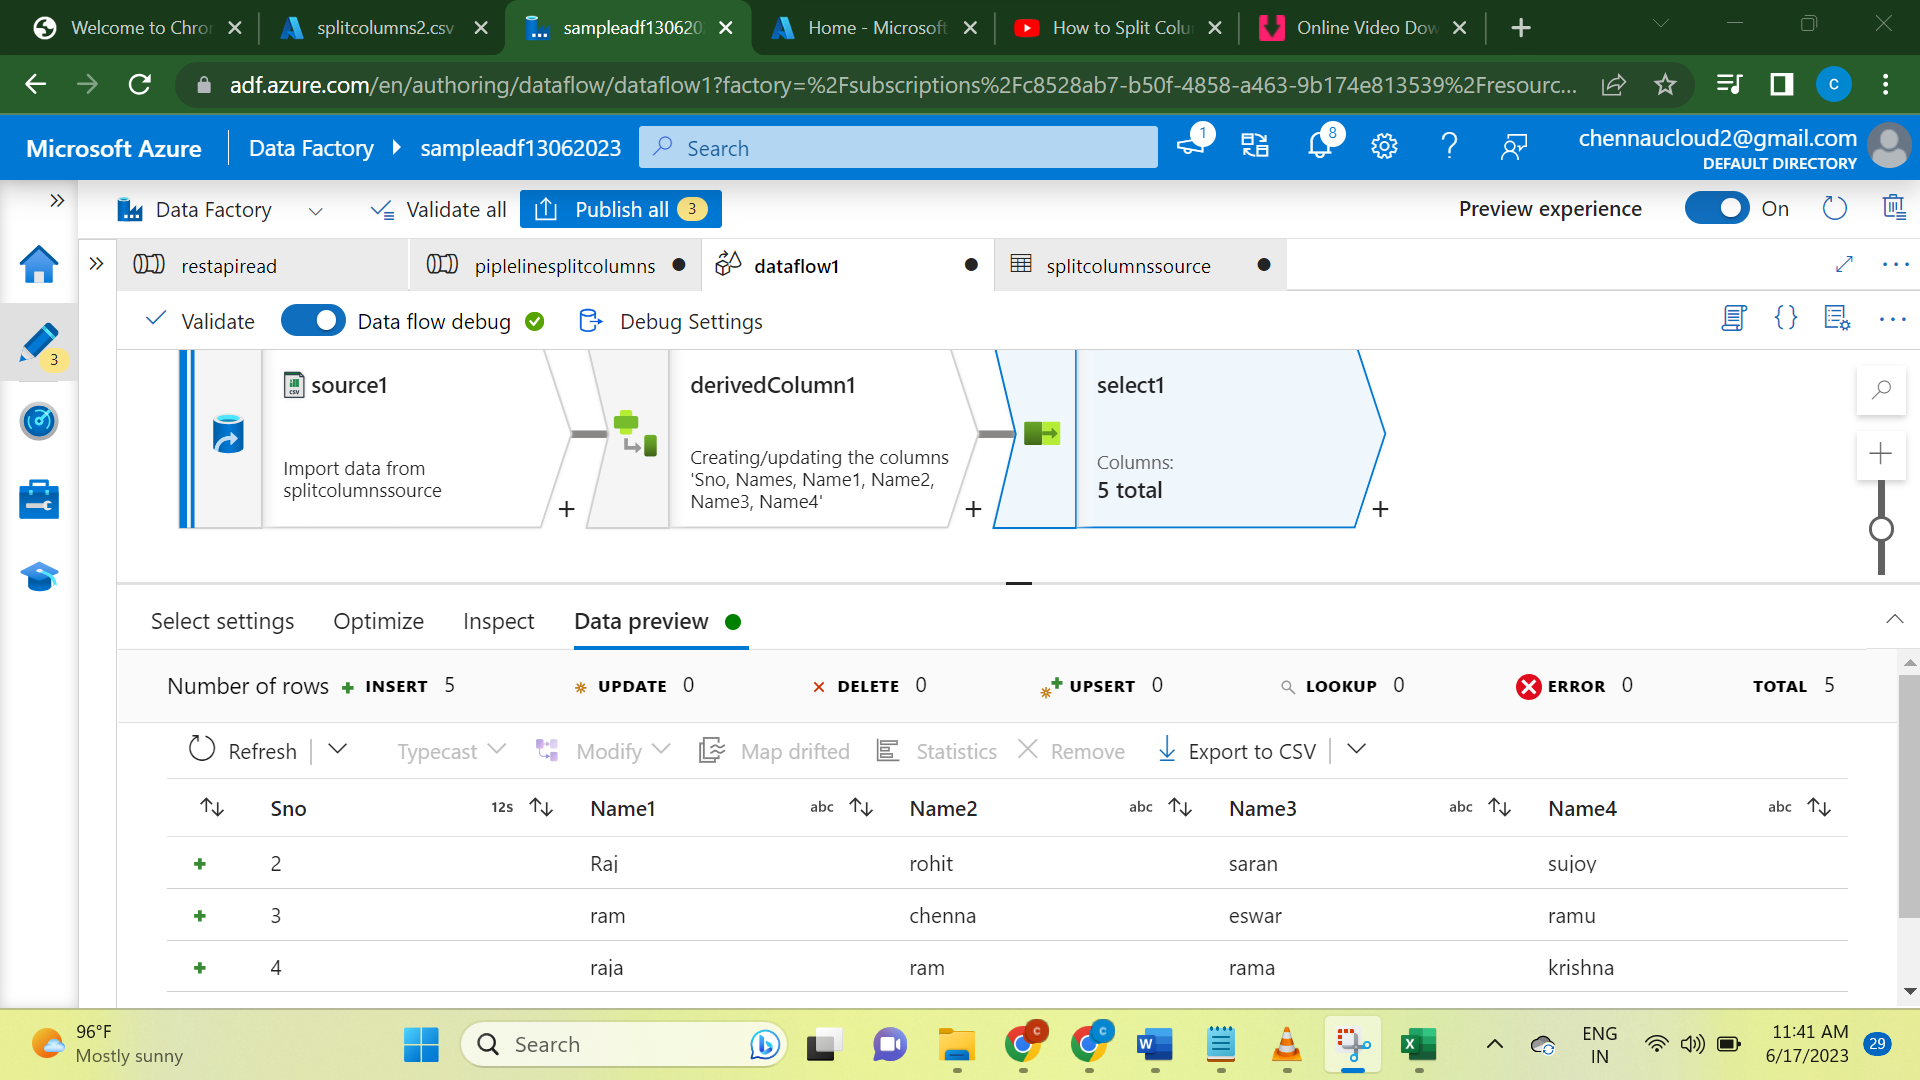 Welcome to Chror
splitcolumns2.csv
sampleadf130620
Home - Microsoft
How to Split Colu
Online Video Dow
adf.azure.com/en/authoring/dataflow/dataflow1?factory=%2Fsubscriptions%2Fc8528ab7-b50f-4858-a463-9b174e813539%2Fresourc...
c
Microsoft Azure
Data Factory
sampleadf13062023
Search
1
8
chennaucloud2@gmail.com
DEFAULT DIRECTORY
Data Factory
Validate all
Publish all 3
Preview experience
On
3
restapiread
piplelinesplitcolumns
dataflow1
splitcolumnssource
Validate
Data flow debug
Debug Settings
source1
Import data from
splitcolumnssource
derivedColumn1
Creating/updating the columns
'Sno, Names, Name1, Name2,
Name3, Name4'
select1
Columns:
5 total
Select settings
Optimize
Inspect
Data preview
Number of rows
INSERT 5
UPDATE 0
DELETE 0
UPSERT 0
LOOKUP 0
ERROR 0
TOTAL 5
Refresh
Typecast
Modify
Map drifted
Statistics
Remove
Export to CSV
Sno 12s
Name1 abc
Name2 abc
Name3 abc
Name4 abc
2 Raj rohit saran sujoy
3 ram chenna eswar ramu
4 raja ram rama krishna
96°F
Mostly sunny
Search
ENG
IN
11:41 AM
6/17/2023
29